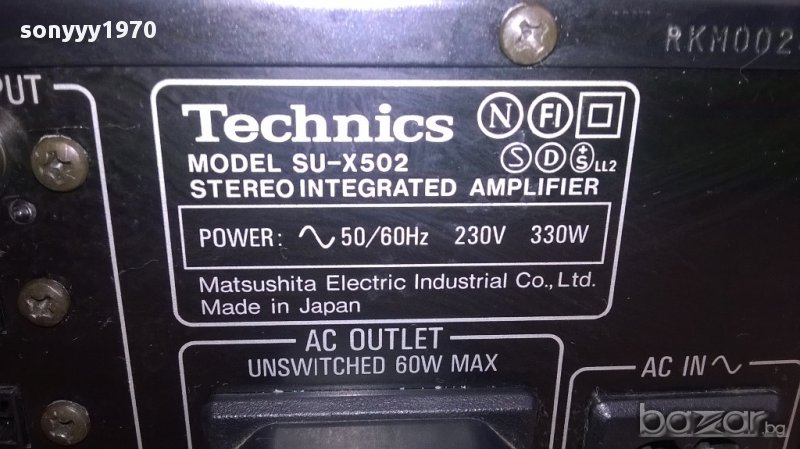 sonyyy1970
RKM002
PUT
Technics N FI
MODEL SU-X502 S D S LL2
STEREO INTEGRATED AMPLIFIER
POWER: ∿ 50/60Hz 230V 330W
Matsushita Electric Industrial Co., Ltd.
Made in Japan
AC OUTLET
UNSWITCHED 60W MAX
AC IN ∿
bazar.bg